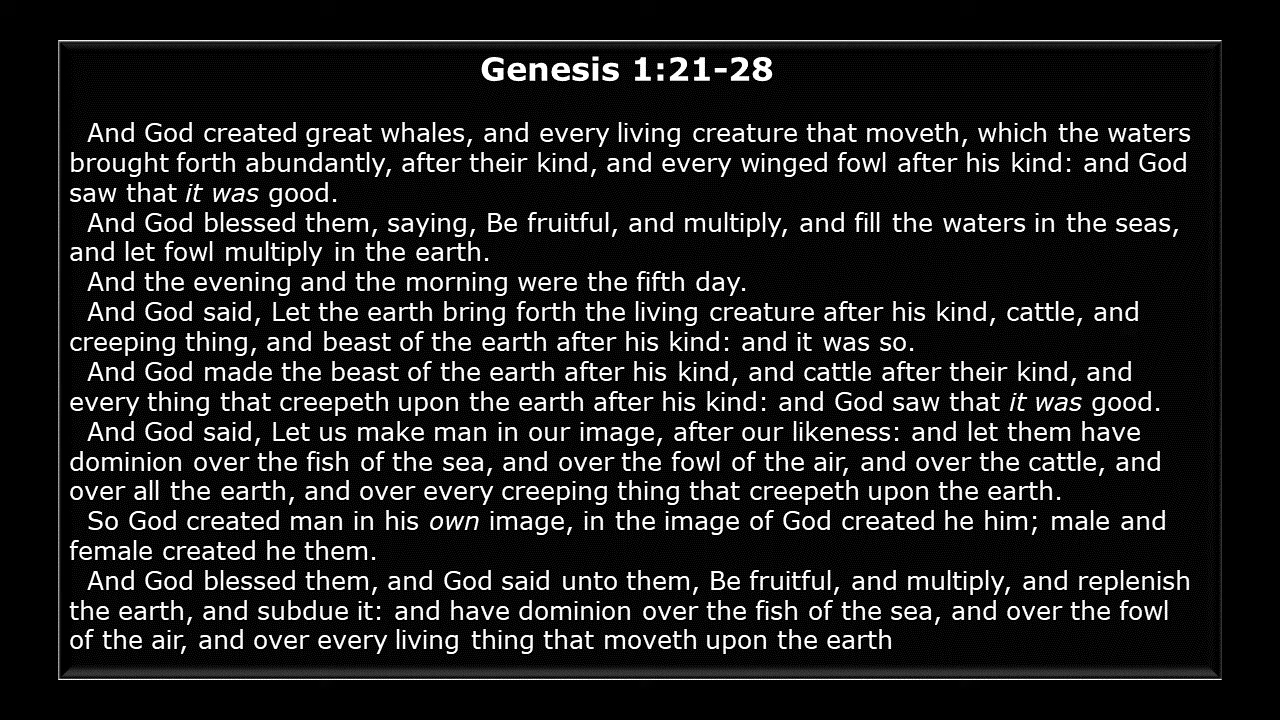 Genesis 1:21-28
And God created great whales, and every living creature that moveth, which the waters
brought forth abundantly, after their kind, and every winged fowl after his kind: and God
saw that it was good.
And God blessed them, saying, Be fruitful, and multiply, and fill the waters in the seas,
and let fowl multiply in the earth.
And the evening and the morning were the fifth day.
And God said, Let the earth bring forth the living creature after his kind, cattle, and
creeping thing, and beast of the earth after his kind: and it was so.
And God made the beast of the earth after his kind, and cattle after their kind, and
every thing that creepeth upon the earth after his kind: and God saw that it was good.
And God said, Let us make man in our image, after our likeness: and let them have
dominion over the fish of the sea, and over the fowl of the air, and over the cattle, and
over all the earth, and over every creeping thing that creepeth upon the earth.
So God created man in his own image, in the image of God created he him; male and
female created he them.
And God blessed them, and God said unto them, Be fruitful, and multiply, and replenish
the earth, and subdue it: and have dominion over the fish of the sea, and over the fowl
of the air, and over every living thing that moveth upon the earth